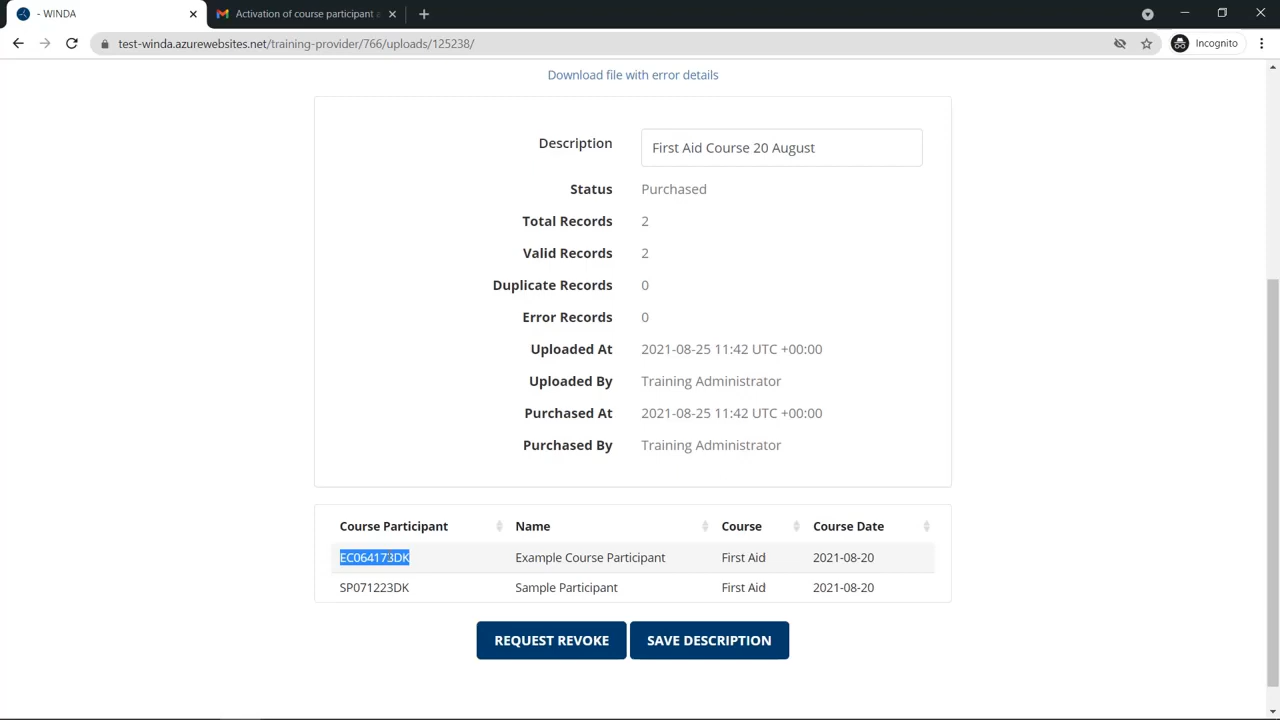 - WINDA
Activation of course participant a
test-winda.azurewebsites.net/training-provider/766/uploads/125238/
Incognito
Download file with error details
Description First Aid Course 20 August
Status Purchased
Total Records 2
Valid Records 2
Duplicate Records 0
Error Records 0
Uploaded At 2021-08-25 11:42 UTC +00:00
Uploaded By Training Administrator
Purchased At 2021-08-25 11:42 UTC +00:00
Purchased By Training Administrator
Course Participant Name Course Course Date
EC064173DK Example Course Participant First Aid 2021-08-20
SP071223DK Sample Participant First Aid 2021-08-20
REQUEST REVOKE SAVE DESCRIPTION